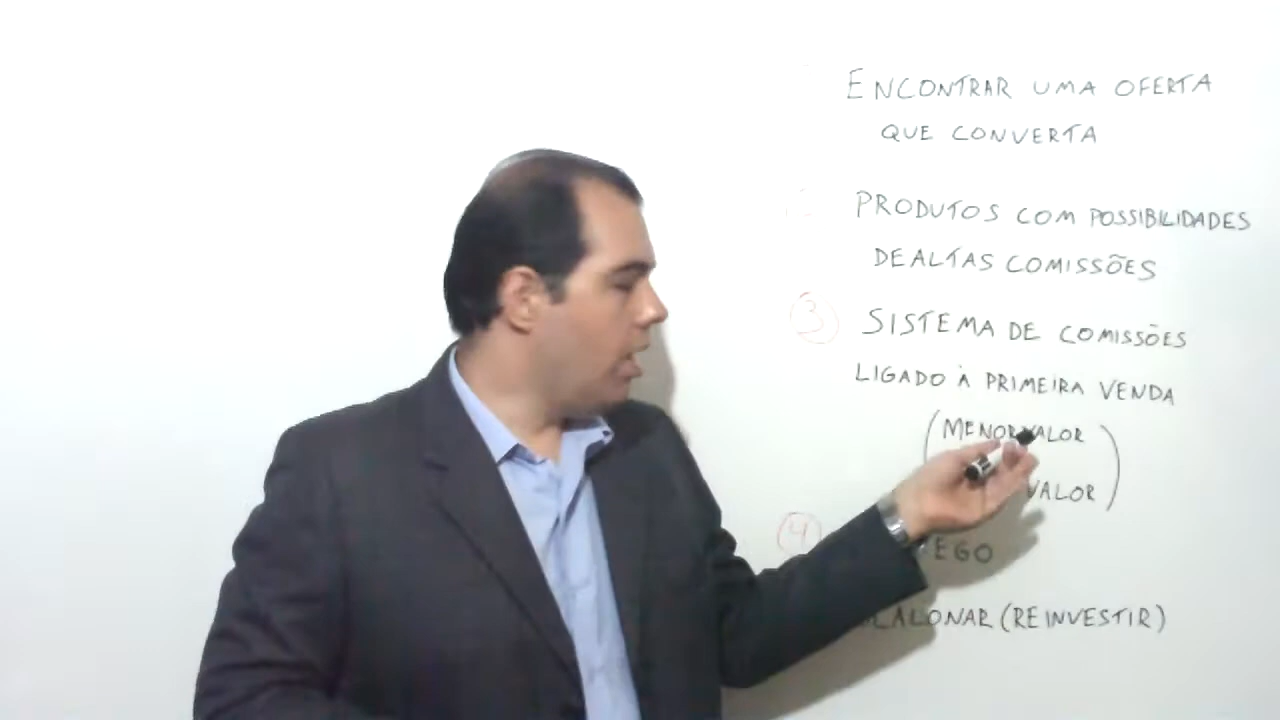 ENCONTRAR UMA OFERTA
QUE CONVERTA
PRODUTOS COM POSSIBILIDADES
DE ALTAS COMISSÕES
3 SISTEMA DE COMISSÕES
LIGADO À PRIMEIRA VENDA
(MENOR VALOR
VALOR)
4
(REINVESTIR)